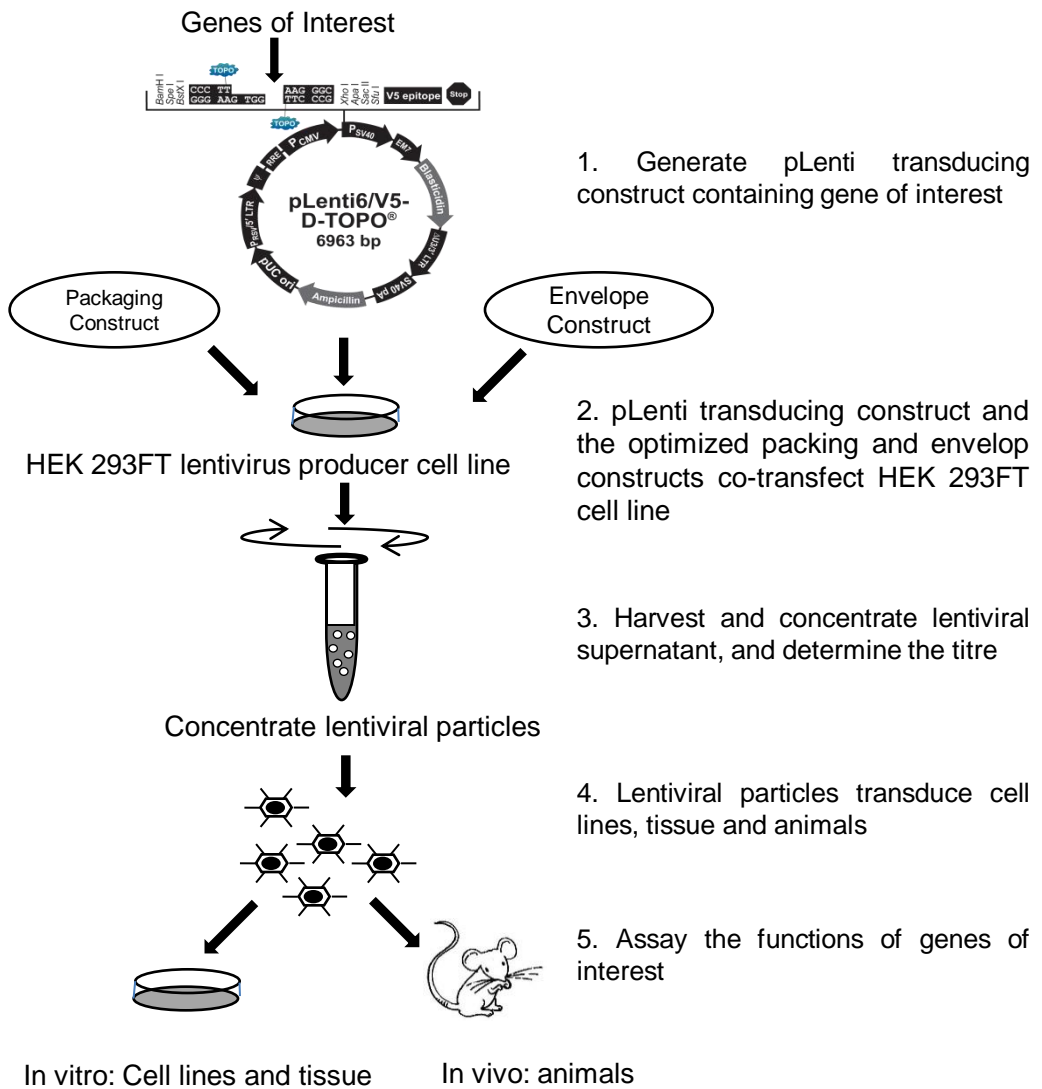 Genes of Interest
TOPO
BamH I
Spe I
BstX I
CCC TT
GGG AAG TGG
AAG GGC
TTC CCG
TOPO
Xho I
Apa I
Sac II
Sfu I
V5 epitope
Stop
PCMV
PSV40
EM7
Blasticidin
ΔU3/3' LTR
SV40 pA
Ampicillin
pUC ori
PRSV/5' LTR
ψ
RRE
pLenti6/V5-
D-TOPO®
6963 bp
1. Generate pLenti transducing
construct containing gene of interest
Packaging
Construct
Envelope
Construct
HEK 293FT lentivirus producer cell line
2. pLenti transducing construct and
the optimized packing and envelop
constructs co-transfect HEK 293FT
cell line
3. Harvest and concentrate lentiviral
supernatant, and determine the titre
Concentrate lentiviral particles
4. Lentiviral particles transduce cell
lines, tissue and animals
5. Assay the functions of genes of
interest
In vitro: Cell lines and tissue
In vivo: animals